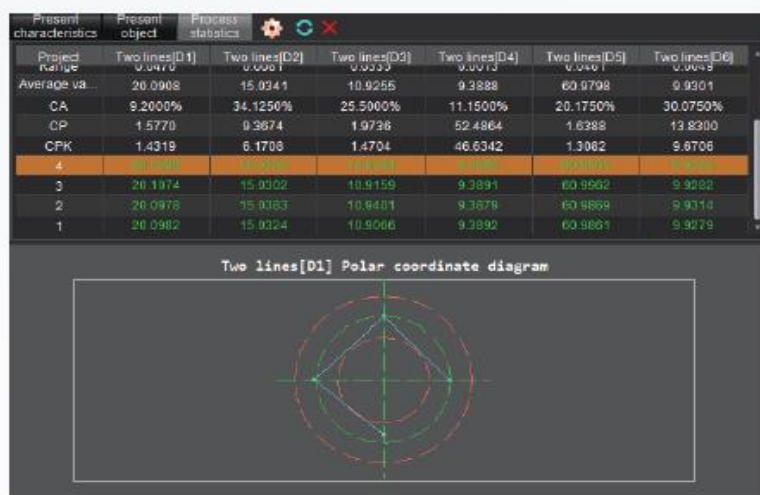 Present Present Process
characteristics object statistics
Project Two lines[D1] Two lines[D2] Two lines[D3] Two lines[D4] Two lines[D5] Two lines[D6]
Range
Average va... 20.0908 15.0341 10.9255 9.3888 60.9798 9.9301
CA 9.2000% 34.1250% 25.5000% 11.1500% 20.1750% 30.0750%
CP 1.5770 9.3674 1.9736 52.4864 1.6388 13.8300
CPK 1.4319 6.1708 1.4704 46.6342 1.3082 9.6706
4
3 20.1074 15.0302 10.9159 9.3891 60.9962 9.9282
2 20.0978 15.0383 10.9401 9.3879 60.9869 9.9314
1 20.0982 15.0324 10.9066 9.3892 60.9861 9.9279
Two lines[D1] Polar coordinate diagram